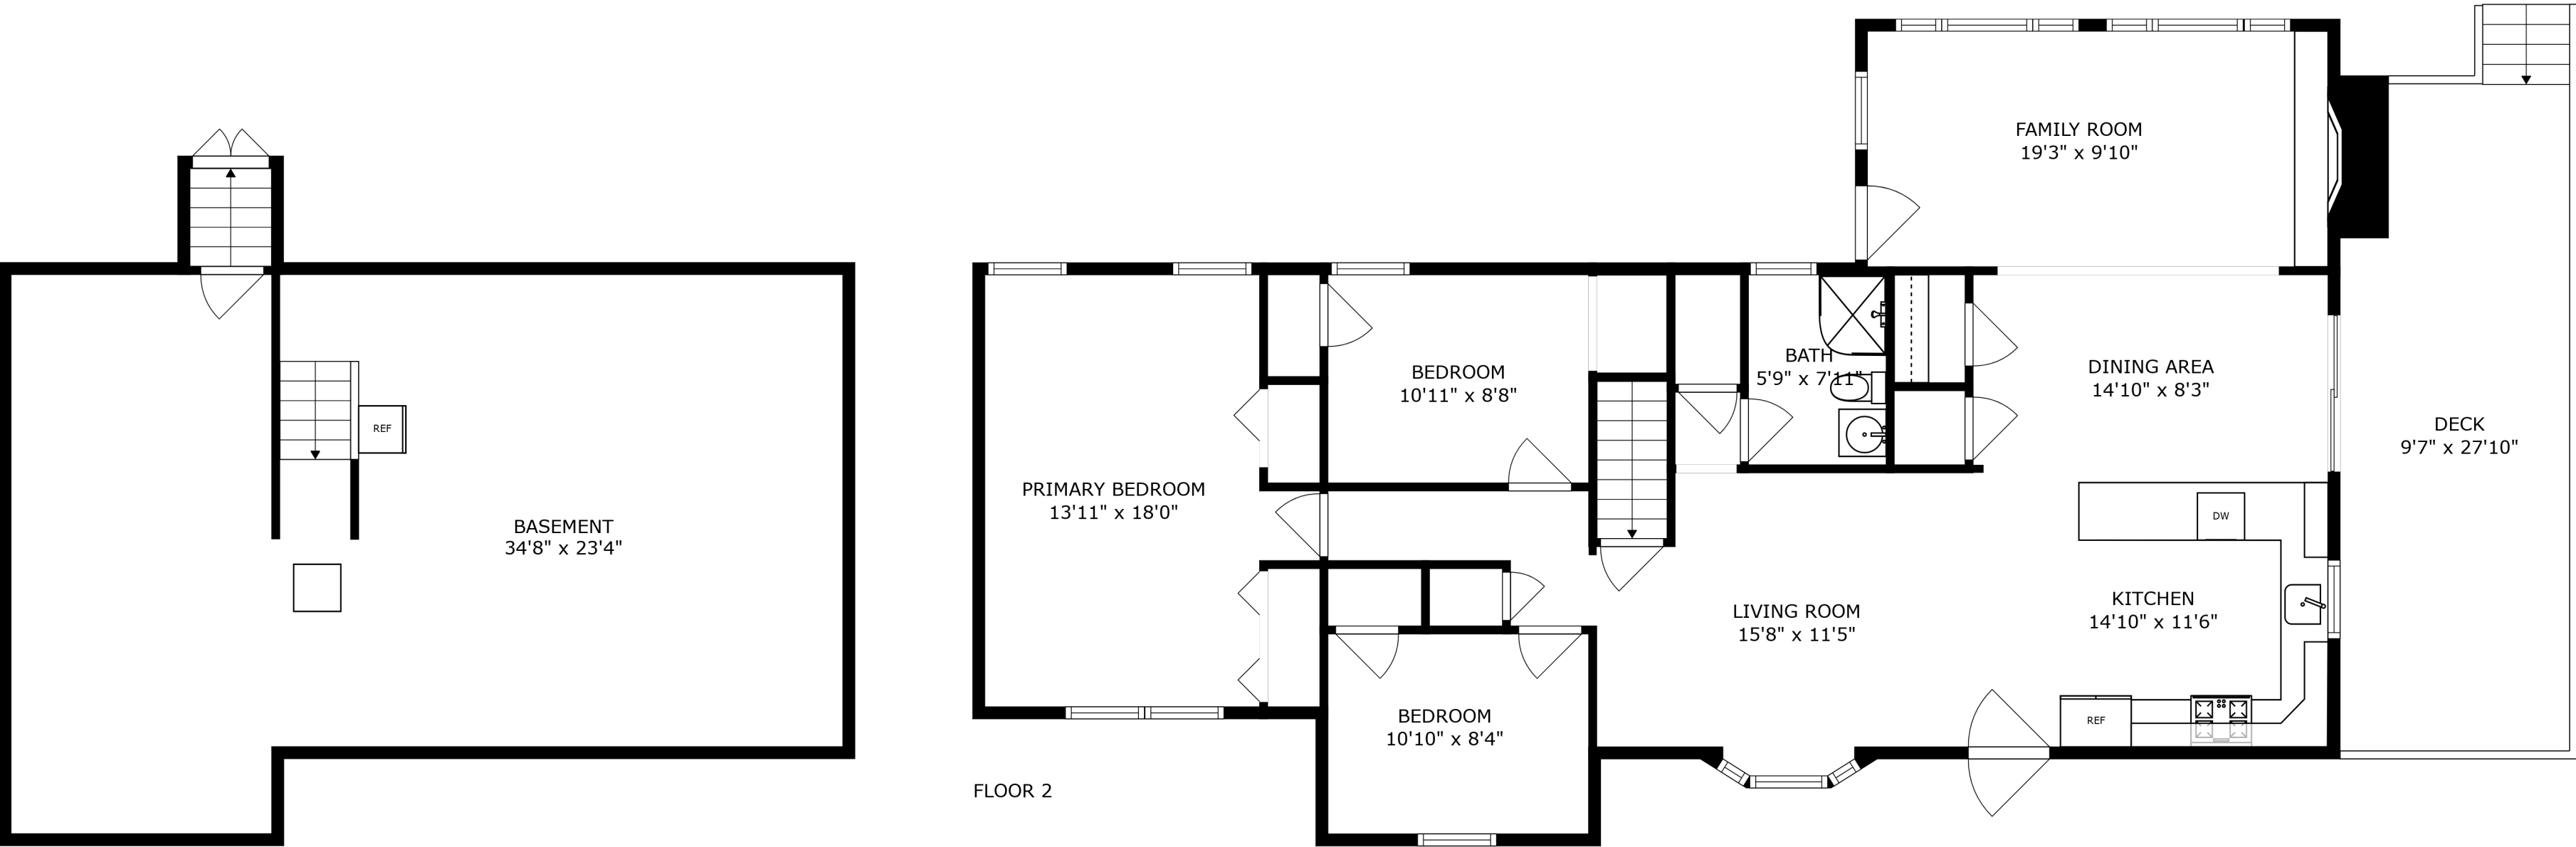 BASEMENT
34'8" x 23'4"
REF
FLOOR 2
PRIMARY BEDROOM
13'11" x 18'0"
BEDROOM
10'11" x 8'8"
BEDROOM
10'10" x 8'4"
BATH
5'9" x 7'11"
LIVING ROOM
15'8" x 11'5"
FAMILY ROOM
19'3" x 9'10"
DINING AREA
14'10" x 8'3"
DW
KITCHEN
14'10" x 11'6"
REF
DECK
9'7" x 27'10"